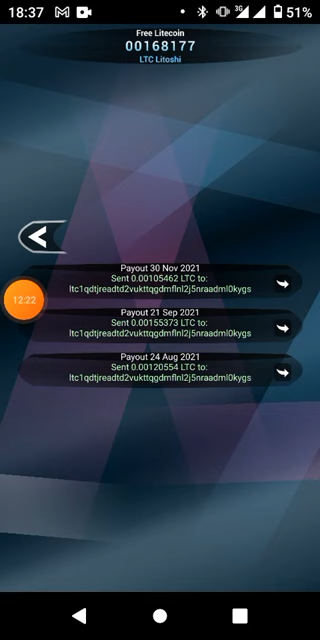 18:37
3G
51%
Free Litecoin
00168177
LTC Litoshi
12:22
Payout 30 Nov 2021
Sent 0.00105462 LTC to:
ltc1qdtjreadtd2vukttqgdmflnl2j5nraadml0kygs
Payout 21 Sep 2021
Sent 0.00155373 LTC to:
ltc1qdtjreadtd2vukttqgdmflnl2j5nraadml0kygs
Payout 24 Aug 2021
Sent 0.00120554 LTC to:
ltc1qdtjreadtd2vukttqgdmflnl2j5nraadml0kygs